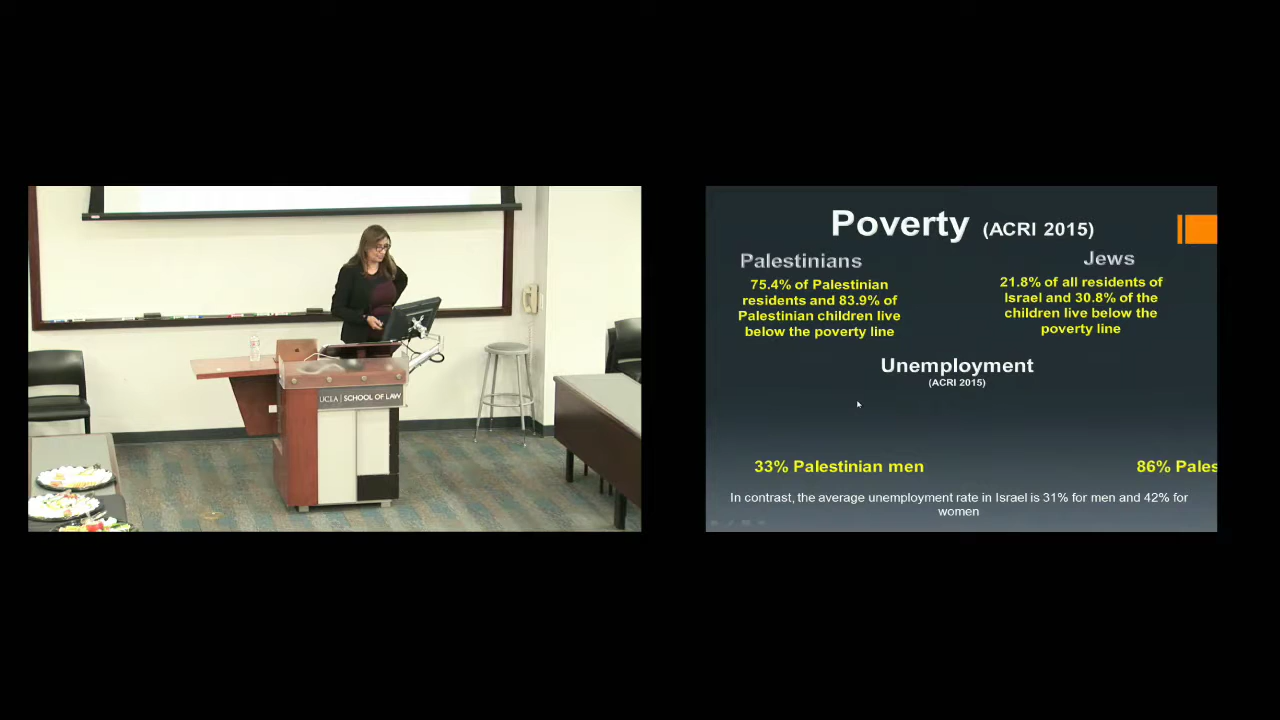 UCLA | SCHOOL OF LAW
Poverty (ACRI 2015)
Palestinians
75.4% of Palestinian
residents and 83.9% of
Palestinian children live
below the poverty line
Jews
21.8% of all residents of
Israel and 30.8% of the
children live below the
poverty line
Unemployment
(ACRI 2015)
33% Palestinian men
86% Pales
In contrast, the average unemployment rate in Israel is 31% for men and 42% for
women